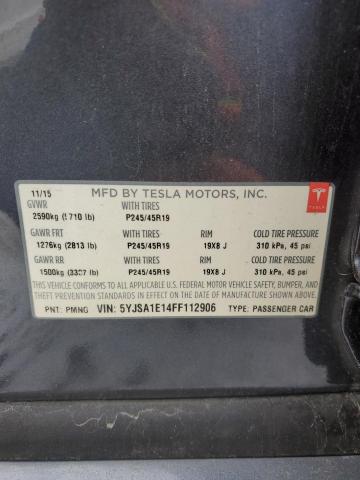 11/15 MFD BY TESLA MOTORS, INC.
GVWR WITH TIRES
2590kg (5710 lb) P245/45R19 TESLA
GAWR FRT WITH TIRES RIM COLD TIRE PRESSURE
1276kg (2813 lb) P245/45R19 19X8 J 310 kPa, 45 psi
GAWR RR WITH TIRES RIM COLD TIRE PRESSURE
1500kg (3307 lb) P245/45R19 19X8 J 310 kPa, 45 psi
THIS VEHICLE CONFORMS TO ALL APPLICABLE U.S. FEDERAL MOTOR VEHICLE SAFETY, BUMPER, AND
THEFT PREVENTION STANDARDS IN EFFECT ON THE DATE OF MANUFACTURE SHOWN ABOVE.
PNT: PMNG VIN: 5YJSA1E14FF112906 TYPE: PASSENGER CAR